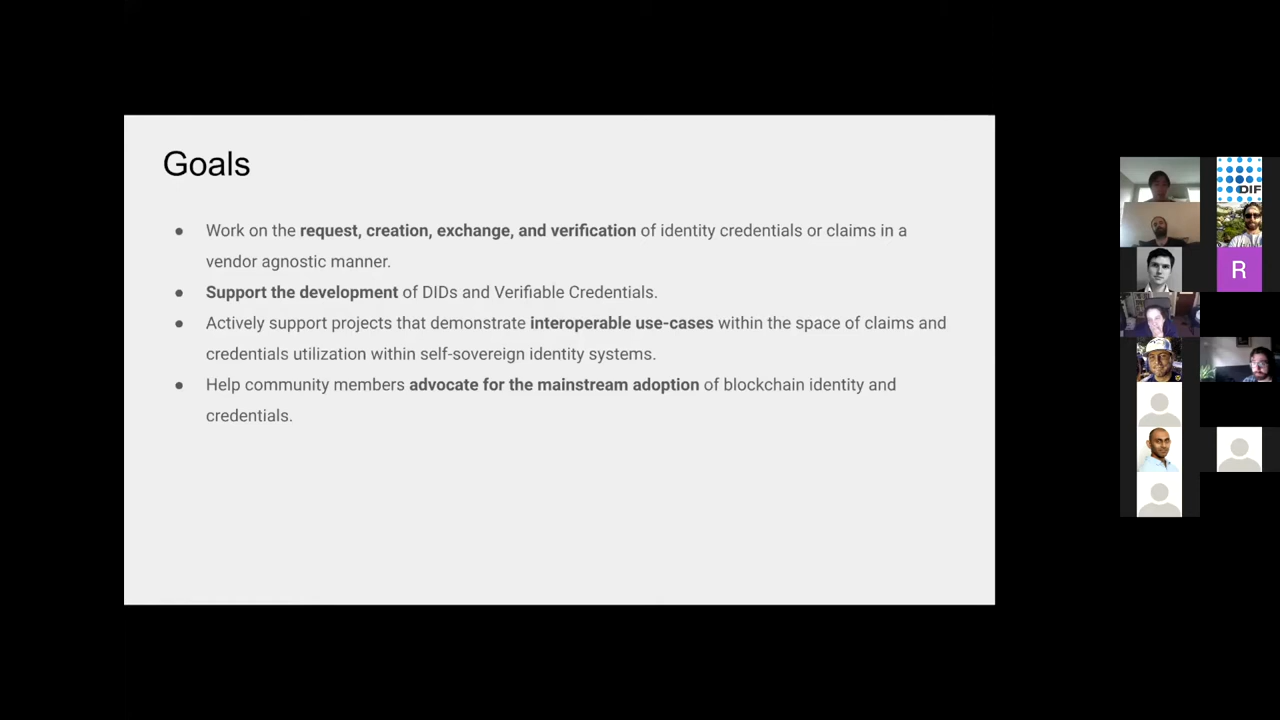 Goals
● Work on the request, creation, exchange, and verification of identity credentials or claims in a
vendor agnostic manner.
● Support the development of DIDs and Verifiable Credentials.
● Actively support projects that demonstrate interoperable use-cases within the space of claims and
credentials utilization within self-sovereign identity systems.
● Help community members advocate for the mainstream adoption of blockchain identity and
credentials.
DIF
R